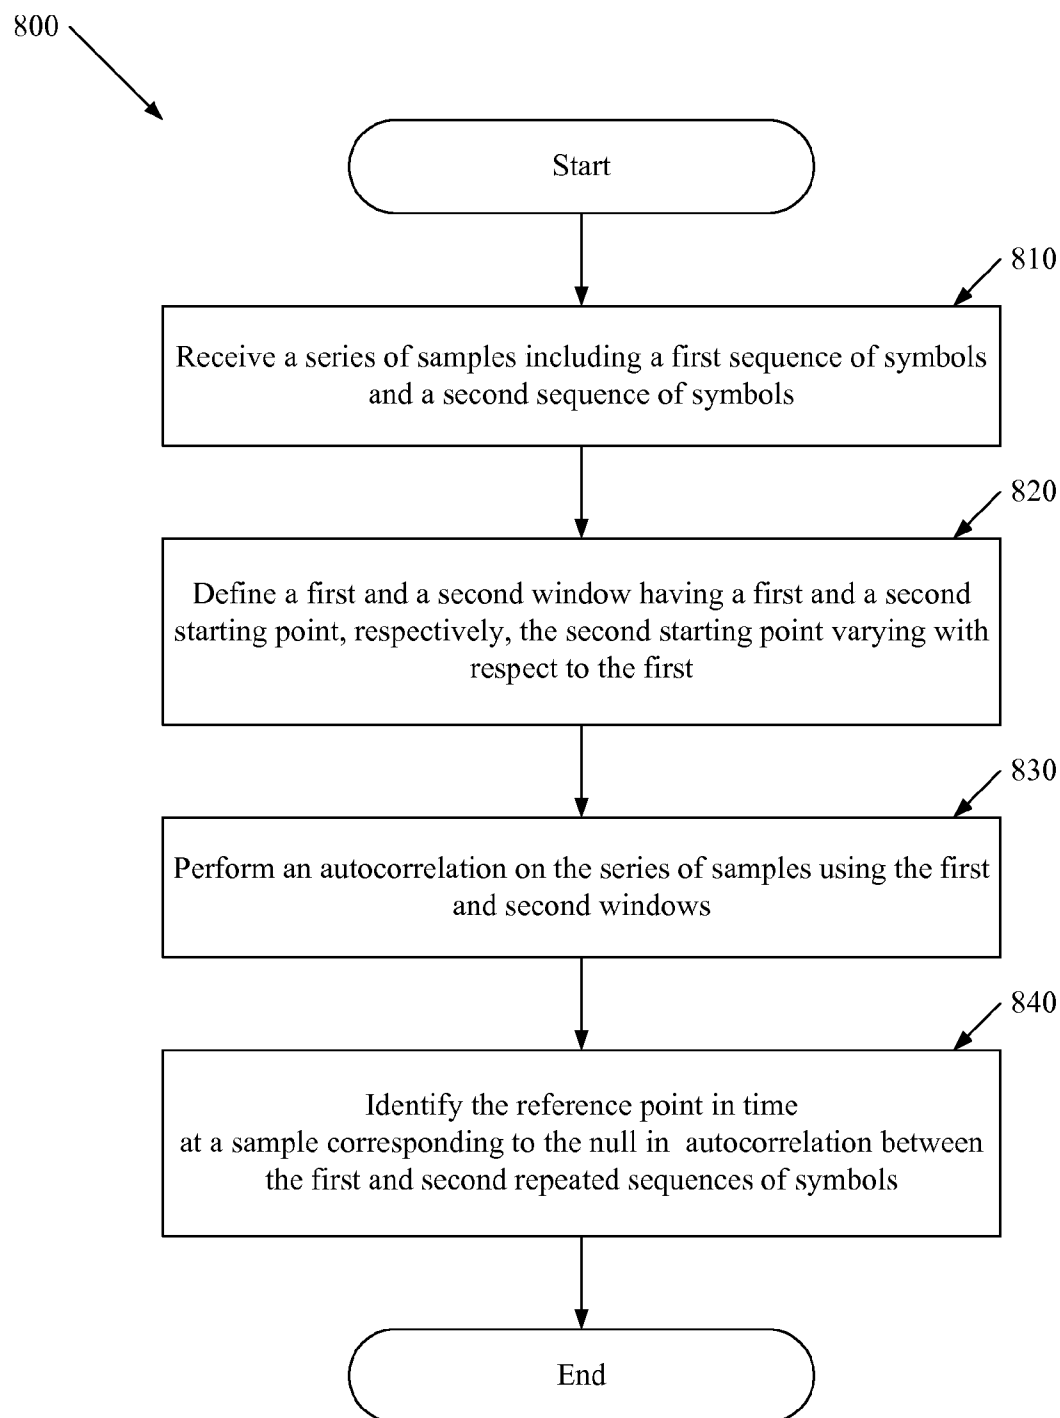 800
Start
810
Receive a series of samples including a first sequence of symbols
and a second sequence of symbols
820
Define a first and a second window having a first and a second
starting point, respectively, the second starting point varying with
respect to the first
830
Perform an autocorrelation on the series of samples using the first
and second windows
840
Identify the reference point in time
at a sample corresponding to the null in autocorrelation between
the first and second repeated sequences of symbols
End